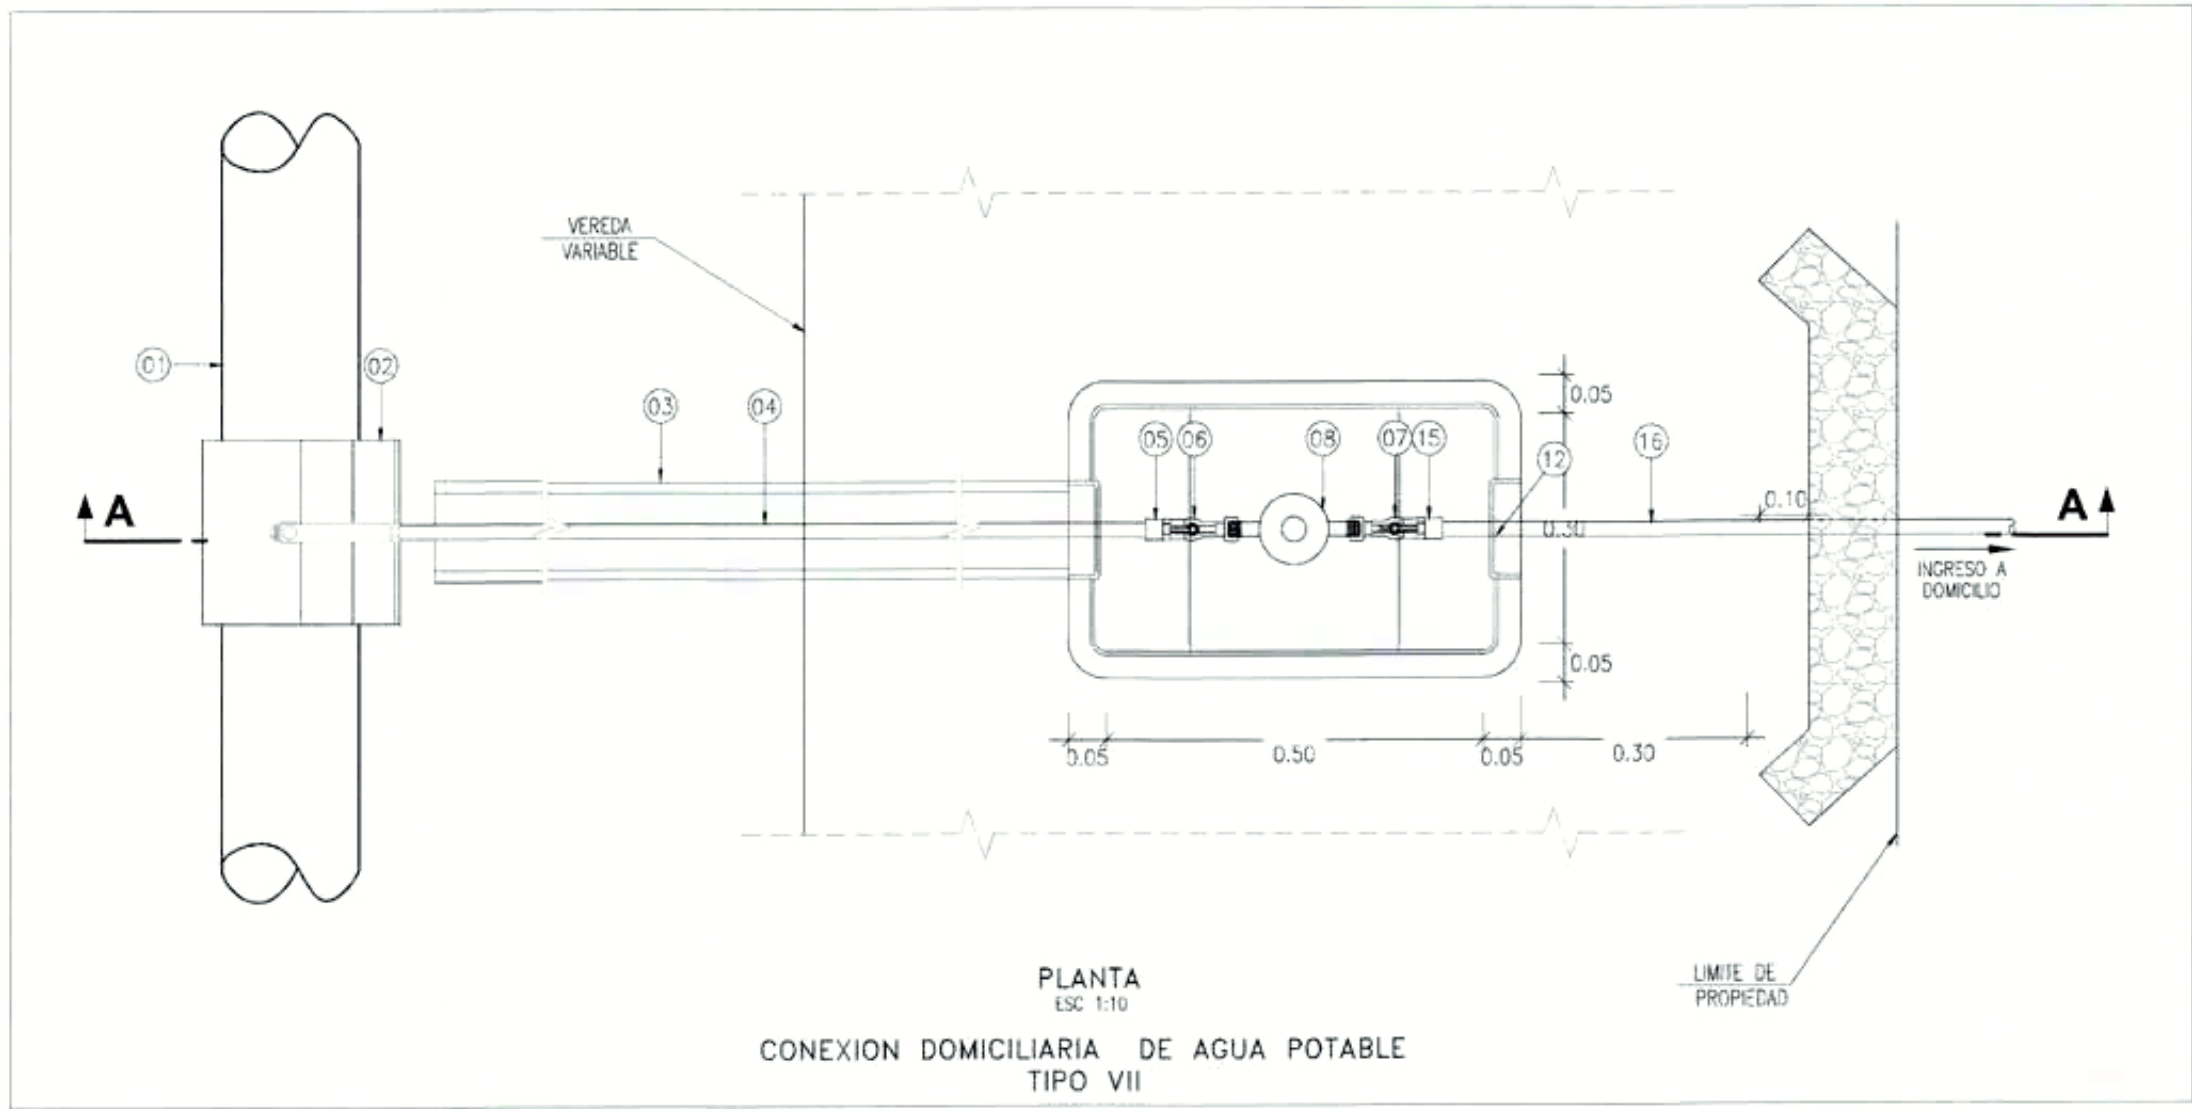 VEREDA
VARIABLE
01
02
03
04
05
06
08
07
15
12
16
0.05
0.10
A
A
0.30
INGRESO A
DOMICILIO
0.05
0.05
0.50
0.05
0.30
LIMITE DE
PROPIEDAD
PLANTA
ESC 1:10
CONEXION DOMICILIARIA DE AGUA POTABLE
TIPO VII